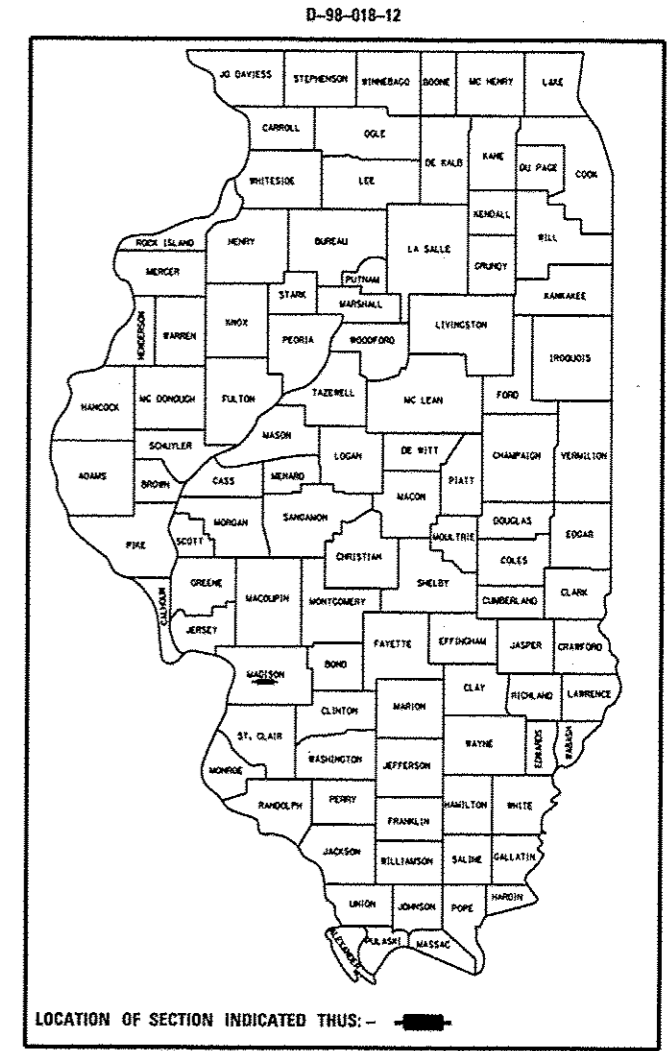 D-98-018-12
JO DAVIESS STEPHENSON WINNEBAGO BOONE MC HENRY LAKE
CARROLL OGLE DE KALB KANE DU PAGE COOK
WHITESIDE LEE KENDALL WILL
ROCK ISLAND HENRY BUREAU LA SALLE GRUNDY
MERCER PUTNAM KANKAKEE
STARK MARSHALL LIVINGSTON
HENDERSON WARREN KNOX PEORIA WOODFORD IROQUOIS
HANCOCK MC DONOUGH FULTON TAZEWELL MC LEAN FORD
SCHUYLER MASON LOGAN DE WITT CHAMPAIGN VERMILION
ADAMS BROWN CASS MENARD MACON PIATT
PIKE SCOTT MORGAN SANGAMON MOULTRIE DOUGLAS EDGAR
CHRISTIAN COLES
GREENE MACOUPIN MONTGOMERY SHELBY CUMBERLAND CLARK
CALHOUN JERSEY FAYETTE EFFINGHAM JASPER CRAWFORD
MADISON BOND CLAY RICHLAND LAWRENCE
CLINTON MARION
ST. CLAIR WAYNE EDWARDS WABASH
MONROE WASHINGTON JEFFERSON
RANDOLPH PERRY HAMILTON WHITE
FRANKLIN
JACKSON WILLIAMSON SALINE GALLATIN
UNION JOHNSON POPE HARDIN
ALEXANDER PULASKI MASSAC
LOCATION OF SECTION INDICATED THUS: -